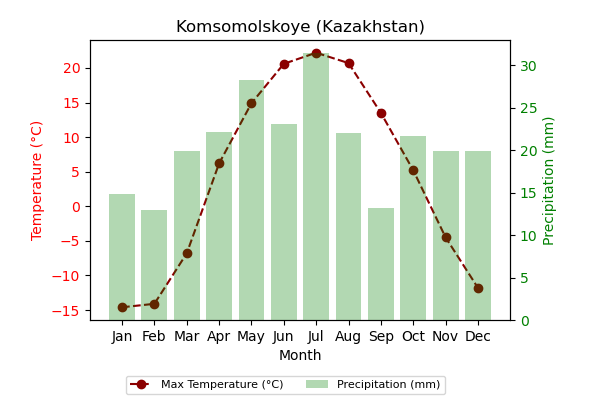 Komsomolskoye (Kazakhstan)
Temperature (°C)
20
15
10
5
0
−5
−10
−15
30
25
20
15
10
5
0
Precipitation (mm)
Jan Feb Mar Apr May Jun Jul Aug Sep Oct Nov Dec
Month
Max Temperature (°C) Precipitation (mm)